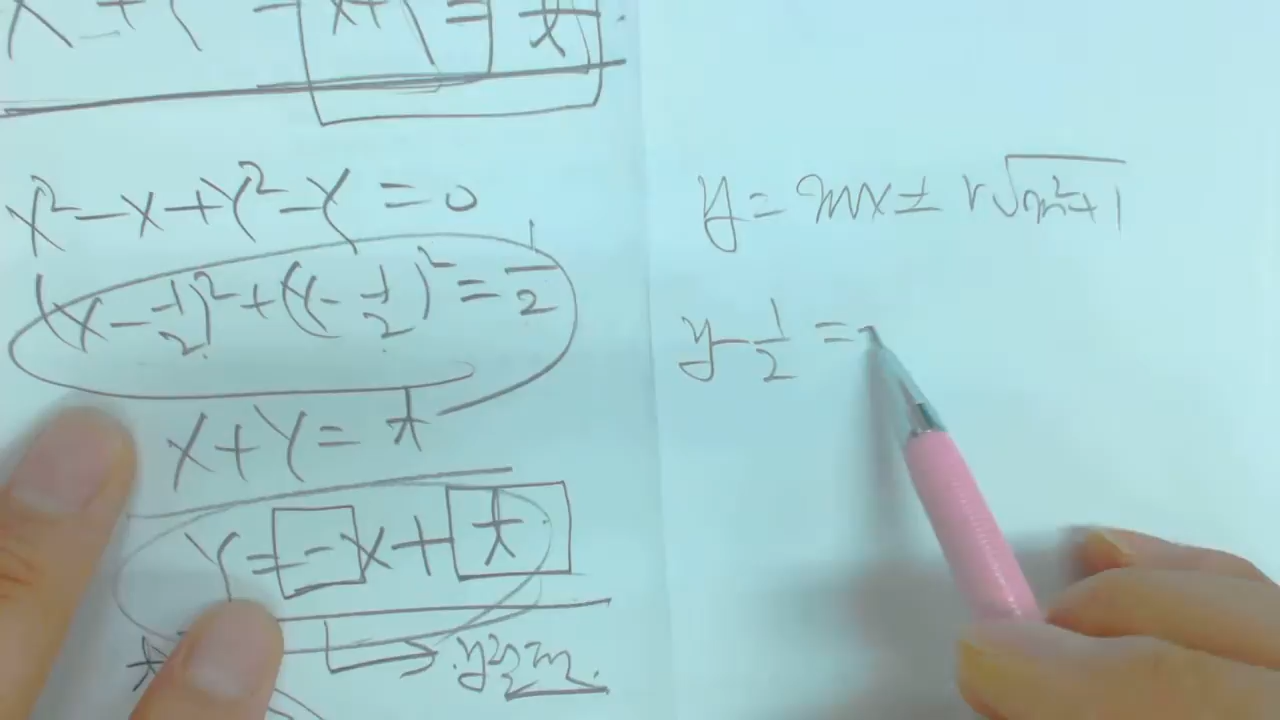 X² - X + Y² - Y = 0
(X - 1/2)² + (Y - 1/2)² = 1/2
X + Y = t
Y = -X + t
y = mx ± r√(m² + 1)
y - 1/2 =